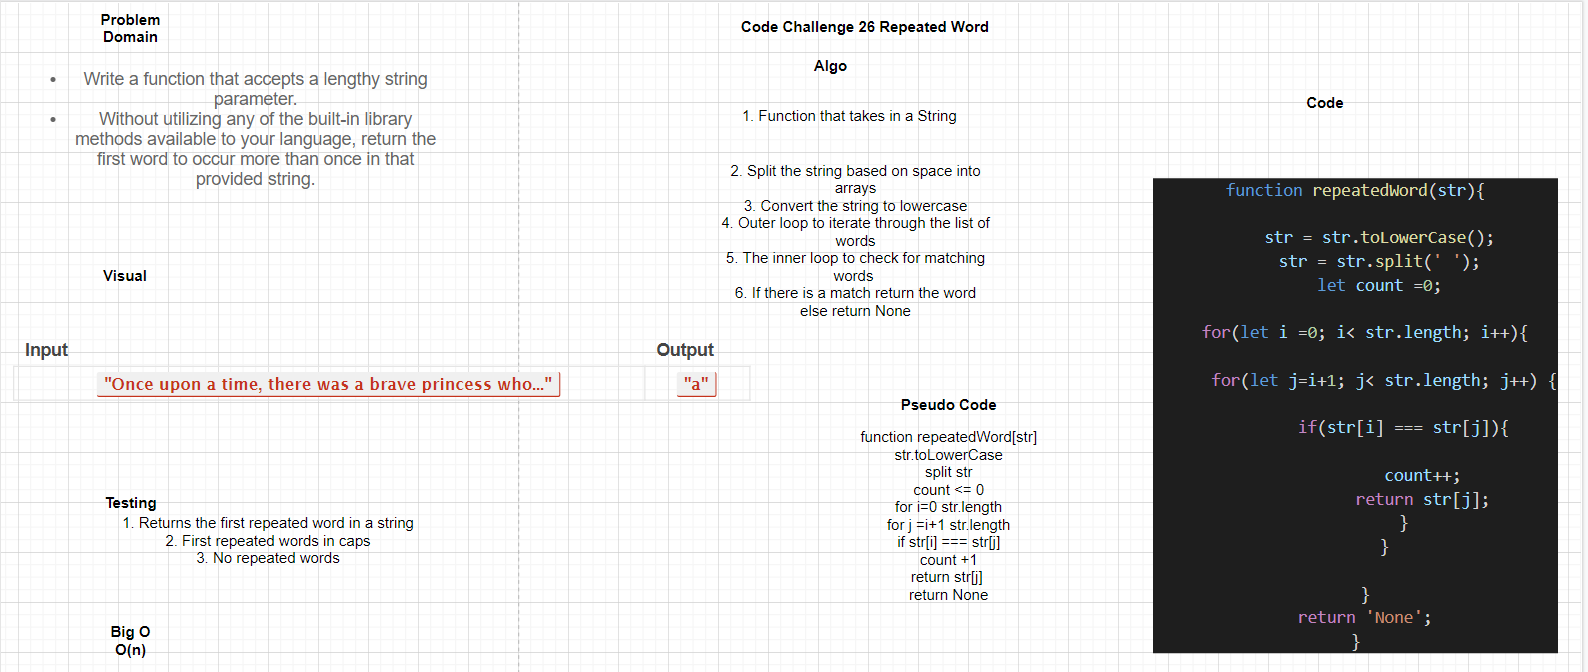 Problem
Domain
• Write a function that accepts a lengthy string
parameter.
• Without utilizing any of the built-in library
methods available to your language, return the
first word to occur more than once in that
provided string.
Visual
Input
Output
"Once upon a time, there was a brave princess who..."
"a"
Testing
1. Returns the first repeated word in a string
2. First repeated words in caps
3. No repeated words
Big O
O(n)
Code Challenge 26 Repeated Word
Algo
1. Function that takes in a String
2. Split the string based on space into
arrays
3. Convert the string to lowercase
4. Outer loop to iterate through the list of
words
5. The inner loop to check for matching
words
6. If there is a match return the word
else return None
Pseudo Code
function repeatedWord[str]
str.toLowerCase
split str
count <= 0
for i=0 str.length
for j =i+1 str.length
if str[i] === str[j]
count +1
return str[j]
return None
Code
function repeatedWord(str){
str = str.toLowerCase();
str = str.split(' ');
let count =0;
for(let i =0; i< str.length; i++){
for(let j=i+1; j< str.length; j++) {
if(str[i] === str[j]){
count++;
return str[j];
}
}
}
return 'None';
}